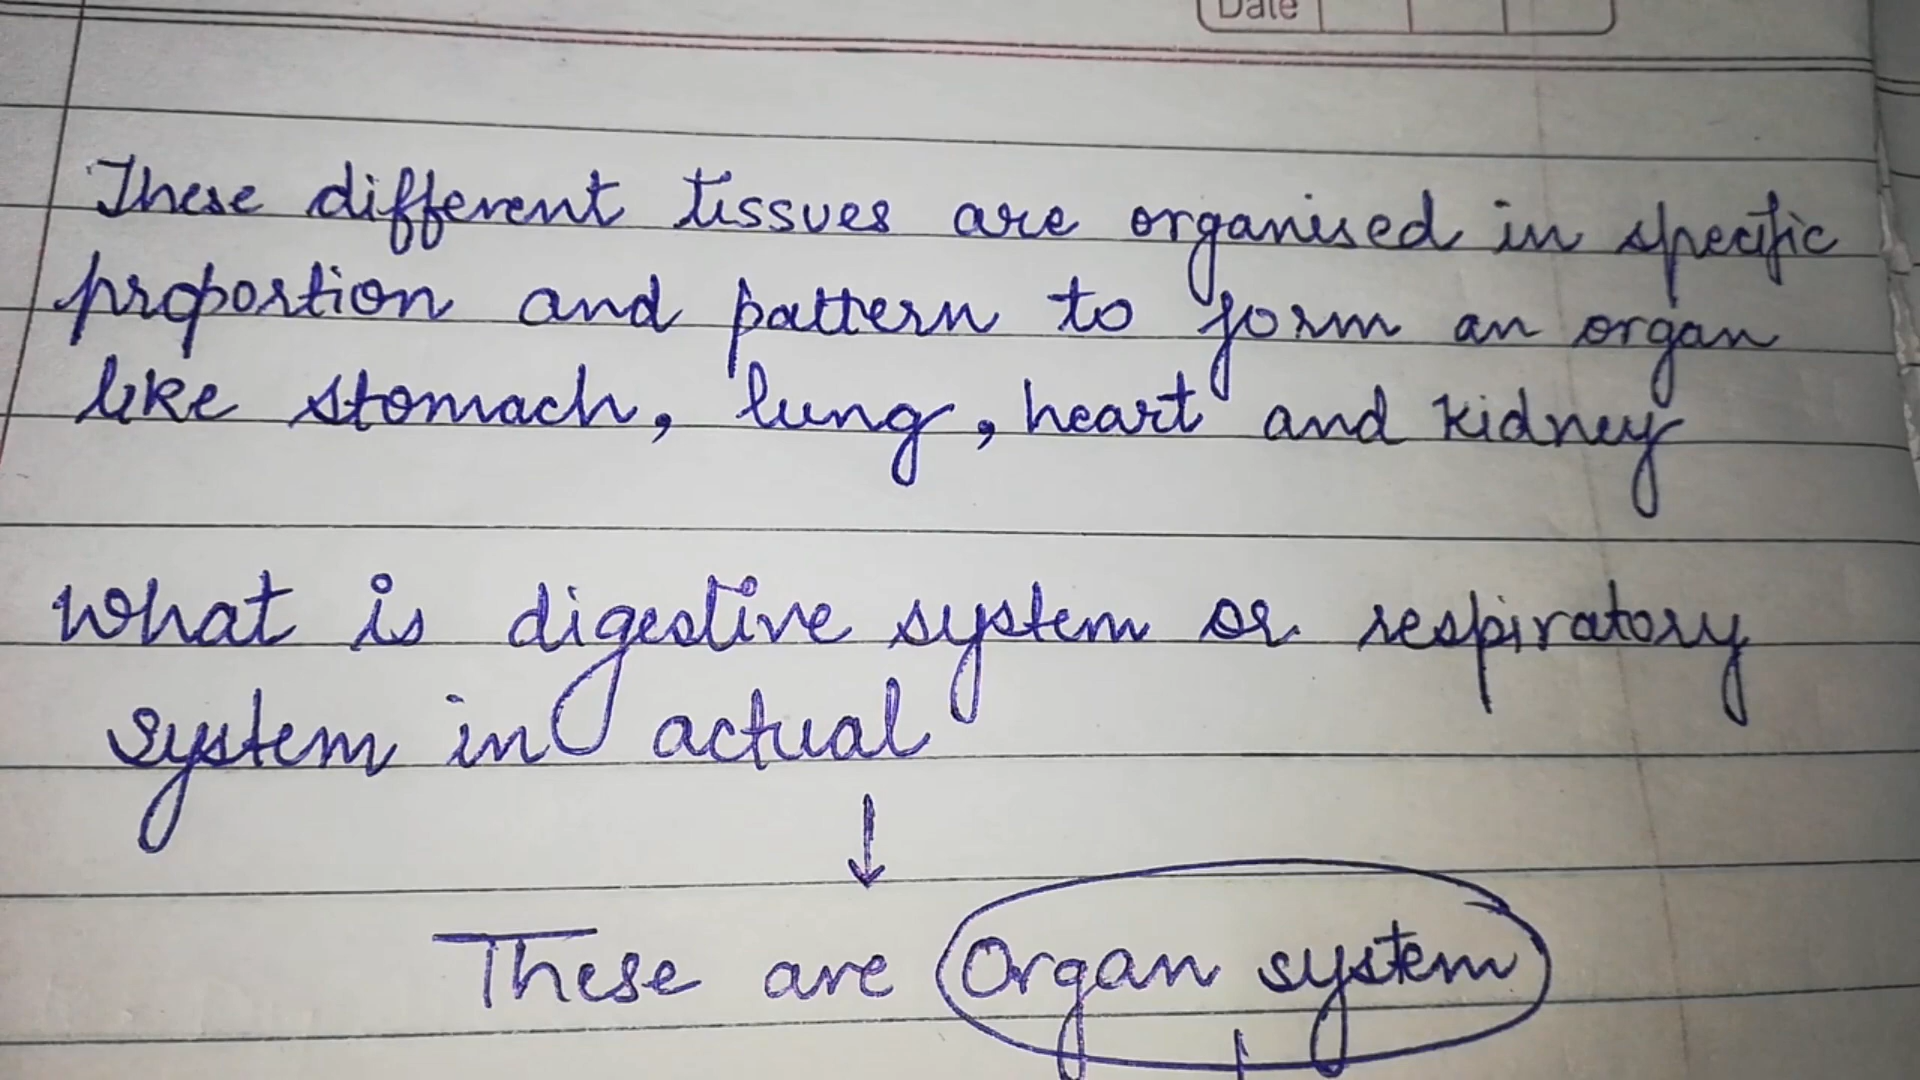 Date
These different tissues are organised in specific
proportion and pattern to form an organ
like stomach, lung, heart and kidney
What is digestive system or respiratory
system in actual
↓
These are Organ system